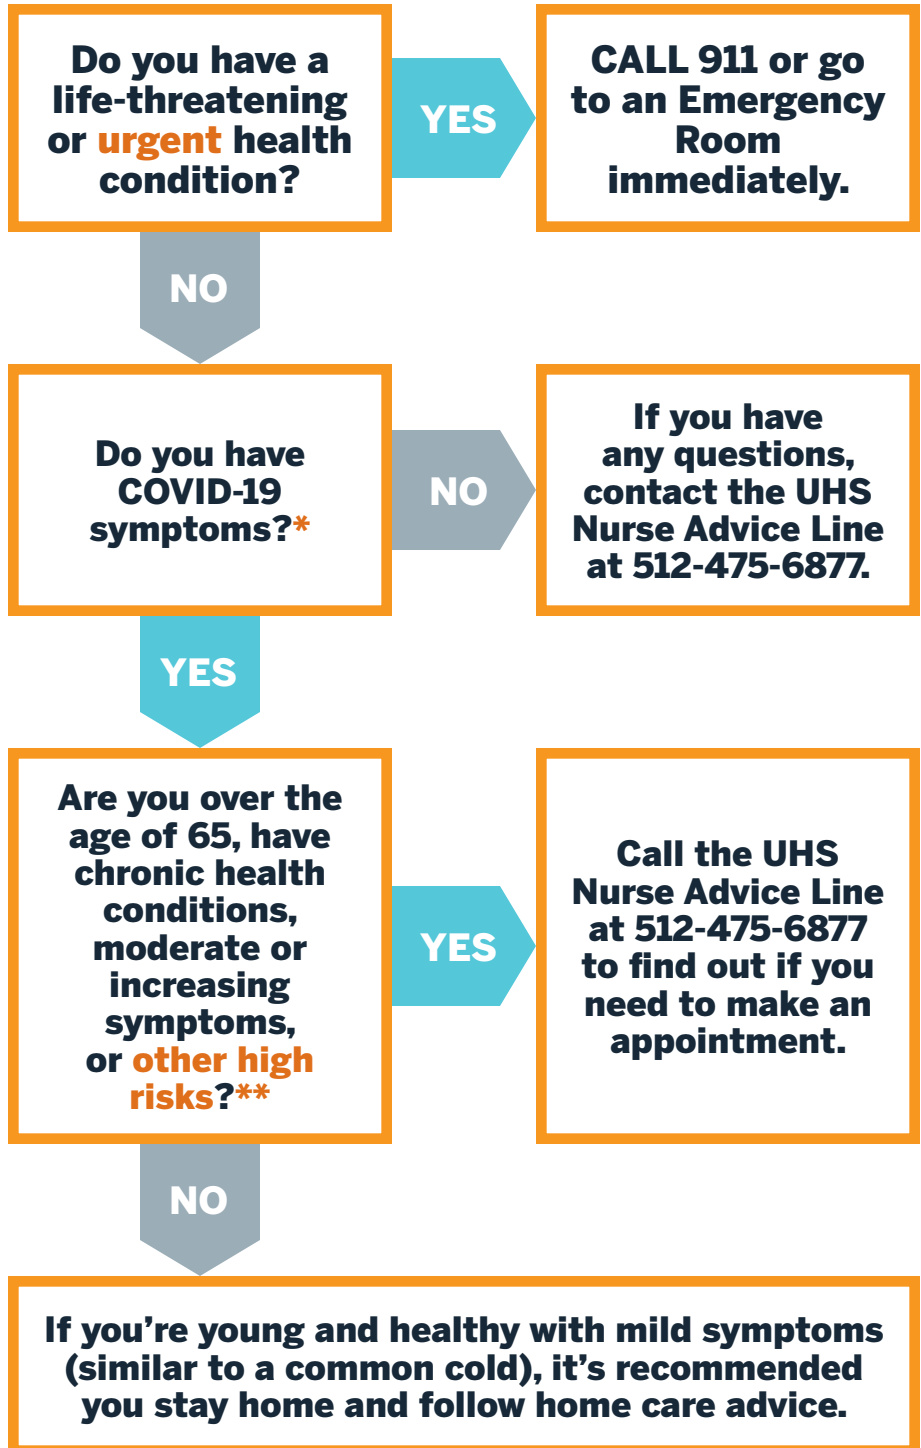 Do you have a
life-threatening
or urgent health
condition?
YES
CALL 911 or go
to an Emergency
Room
immediately.
NO
Do you have
COVID-19
symptoms?*
NO
If you have
any questions,
contact the UHS
Nurse Advice Line
at 512-475-6877.
YES
Are you over the
age of 65, have
chronic health
conditions,
moderate or
increasing
symptoms,
or other high
risks?**
YES
Call the UHS
Nurse Advice Line
at 512-475-6877
to find out if you
need to make an
appointment.
NO
If you're young and healthy with mild symptoms
(similar to a common cold), it's recommended
you stay home and follow home care advice.